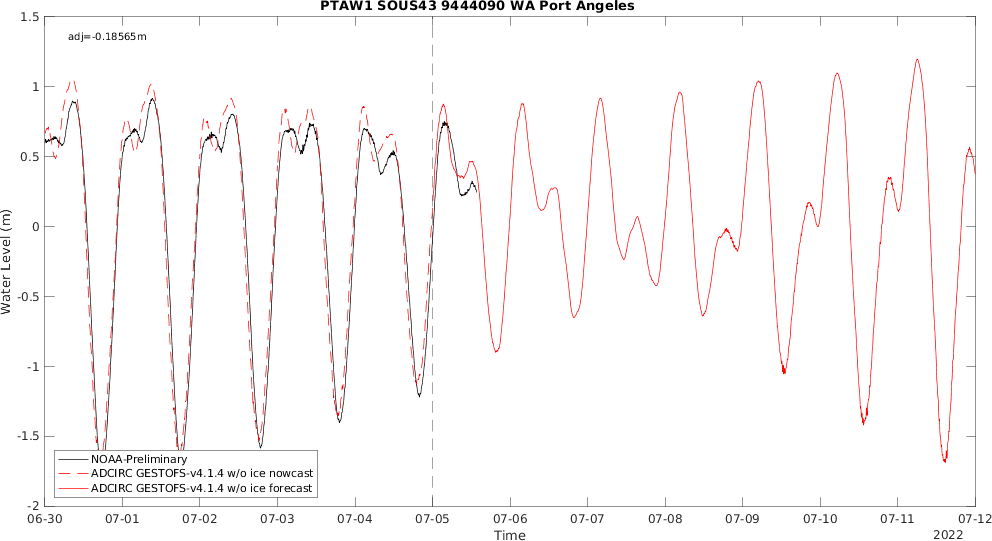 PTAW1 SOUS43 9444090 WA Port Angeles
adj=-0.18565m
1.5
1
0.5
0
-0.5
-1
-1.5
-2
Water Level (m)
NOAA-Preliminary
ADCIRC GESTOFS-v4.1.4 w/o ice nowcast
ADCIRC GESTOFS-v4.1.4 w/o ice forecast
06-30 07-01 07-02 07-03 07-04 07-05 07-06 07-07 07-08 07-09 07-10 07-11 07-12
Time
2022